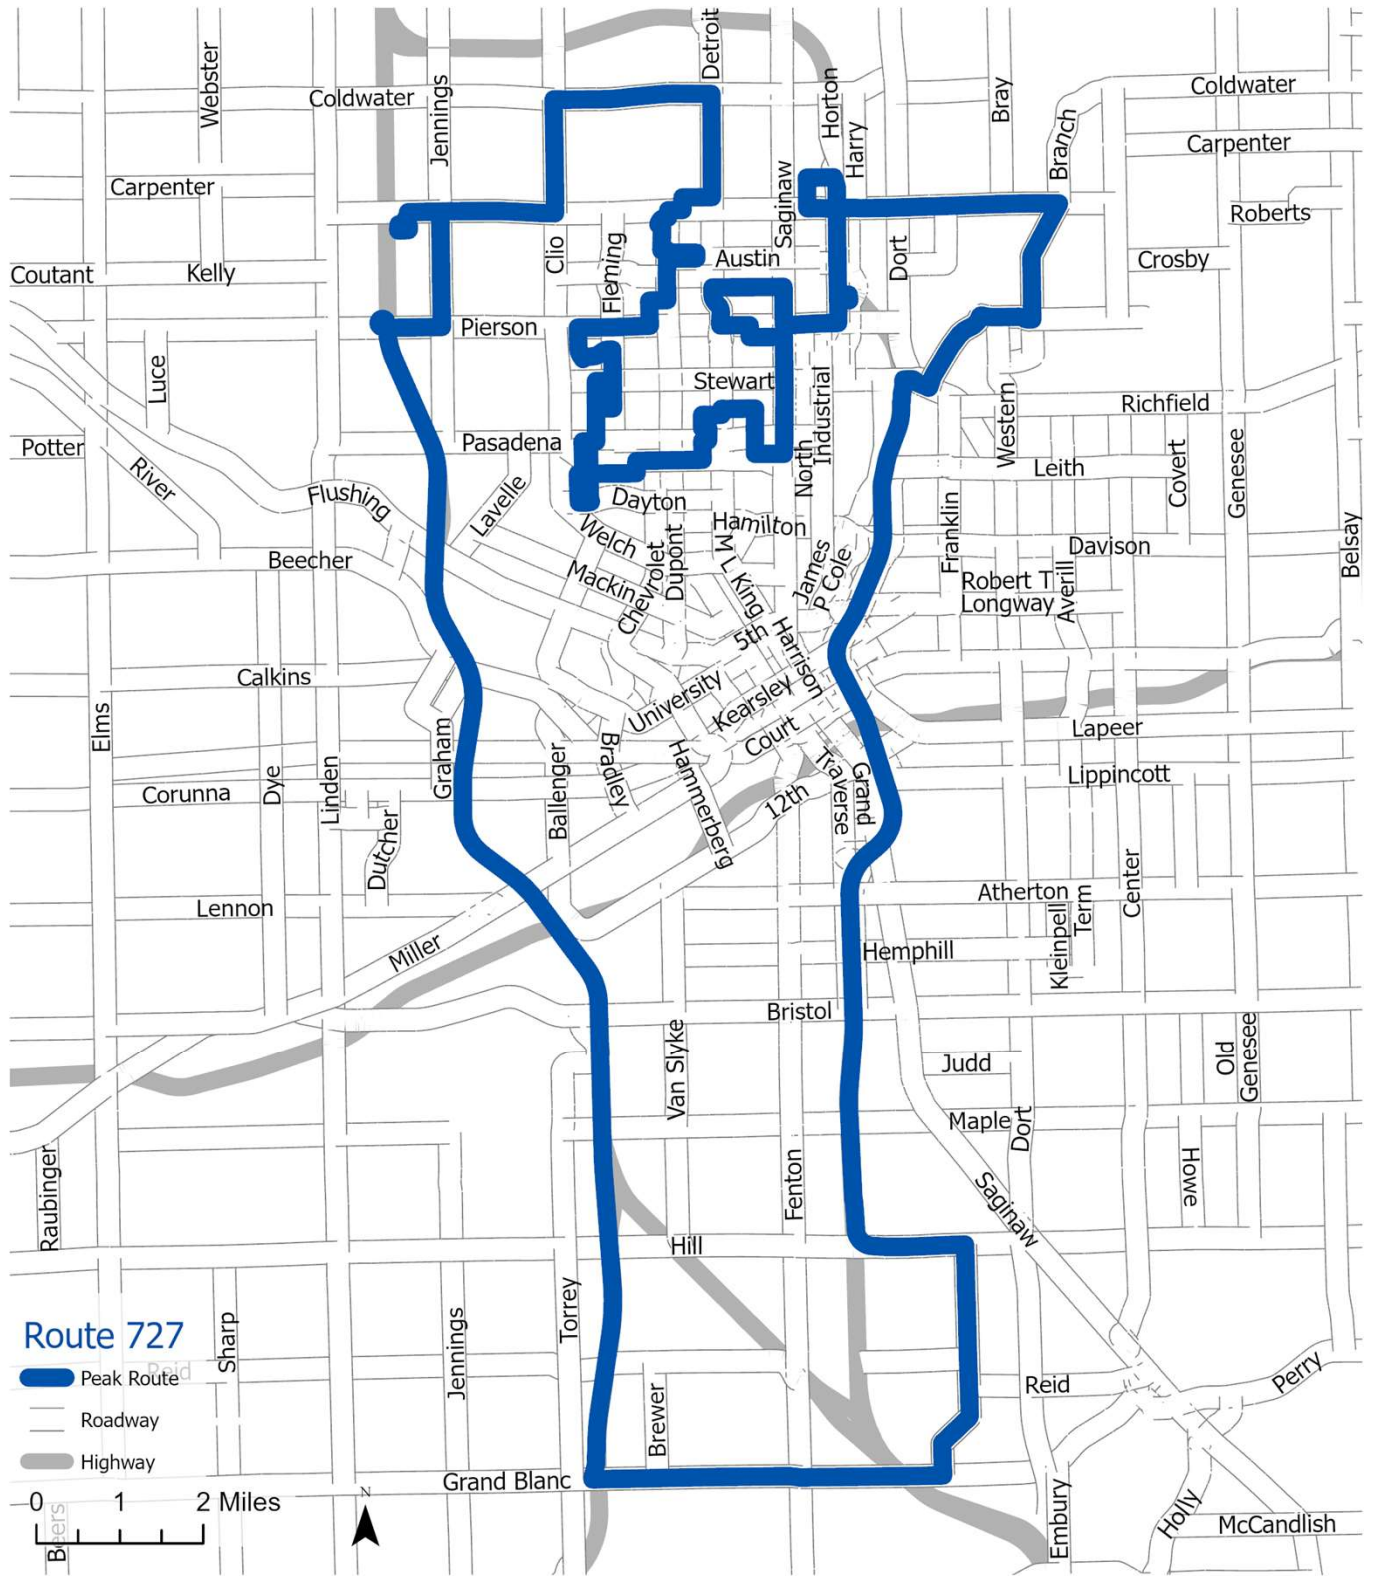 Detroit
Webster
Coldwater
Jennings
Horton
Harry
Bray
Branch
Coldwater
Carpenter
Carpenter
Saginaw
Roberts
Coutant
Kelly
Clio
Fleming
Austin
Dort
Crosby
Pierson
Luce
Stewart
Industrial
Western
Richfield
Potter
River
Pasadena
North
Leith
Covert
Genesee
Flushing
Lavelle
Dayton
Hamilton
Franklin
Belsay
Beecher
Welch
Mackin
Chevrolet
Dupont
M L King
James
P Cole
Davison
Robert T
Longway
Averill
5th
Harrison
Calkins
University
Kearsley
Court
Elms
Graham
Bradley
Hammerberg
Lapeer
Dye
Linden
Ballenger
12th
Traverse
Grand
Lippincott
Corunna
Dutcher
Lennon
Atherton
Kleinpell
Term
Center
Miller
Hemphill
Bristol
Van Slyke
Judd
Old
Genesee
Maple
Dort
Raubinger
Fenton
Saginaw
Howe
Hill
Torrey
Route 727
Sharp
Jennings
Reid
Peak Route
Brewer
Reid
Perry
Roadway
Highway
Grand Blanc
0 1 2 Miles
N
Beers
Embury
Holly
McCandlish